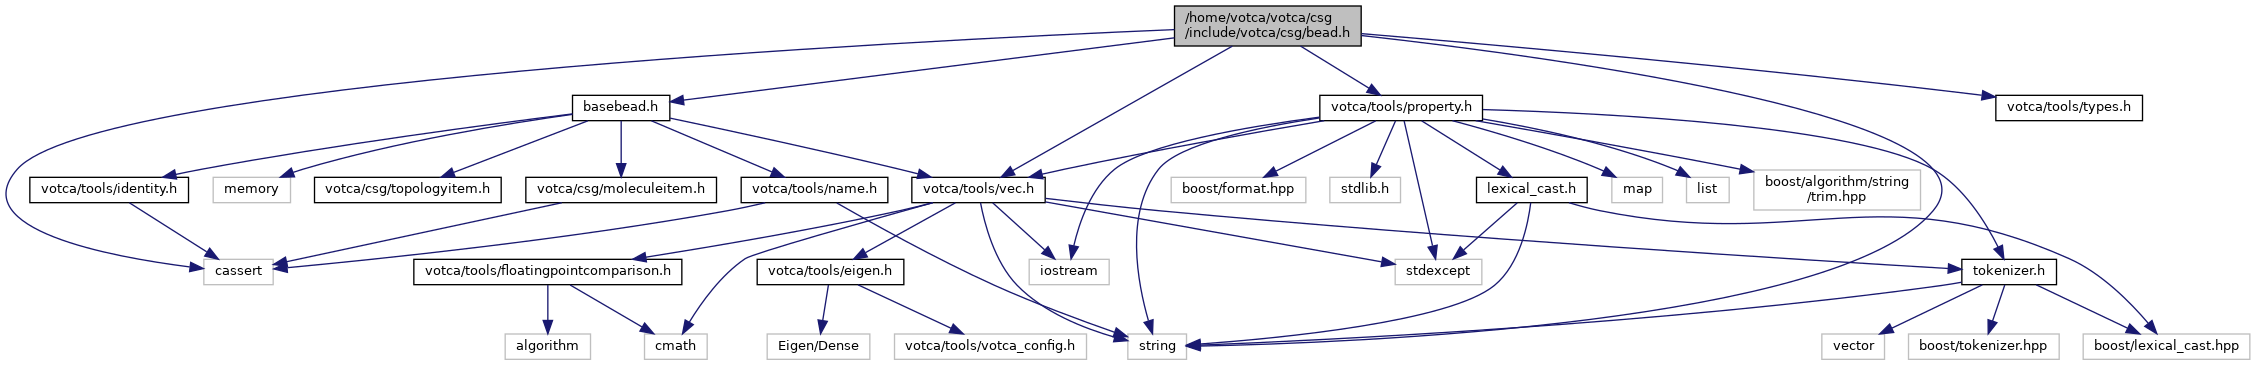 /home/votca/votca/csg
/include/votca/csg/bead.h
basebead.h
votca/tools/property.h
votca/tools/types.h
votca/tools/identity.h
memory
votca/csg/topologyitem.h
votca/csg/moleculeitem.h
votca/tools/name.h
votca/tools/vec.h
boost/format.hpp
stdlib.h
lexical_cast.h
map
list
boost/algorithm/string
/trim.hpp
cassert
votca/tools/floatingpointcomparison.h
votca/tools/eigen.h
iostream
stdexcept
tokenizer.h
algorithm
cmath
Eigen/Dense
votca/tools/votca_config.h
string
vector
boost/tokenizer.hpp
boost/lexical_cast.hpp